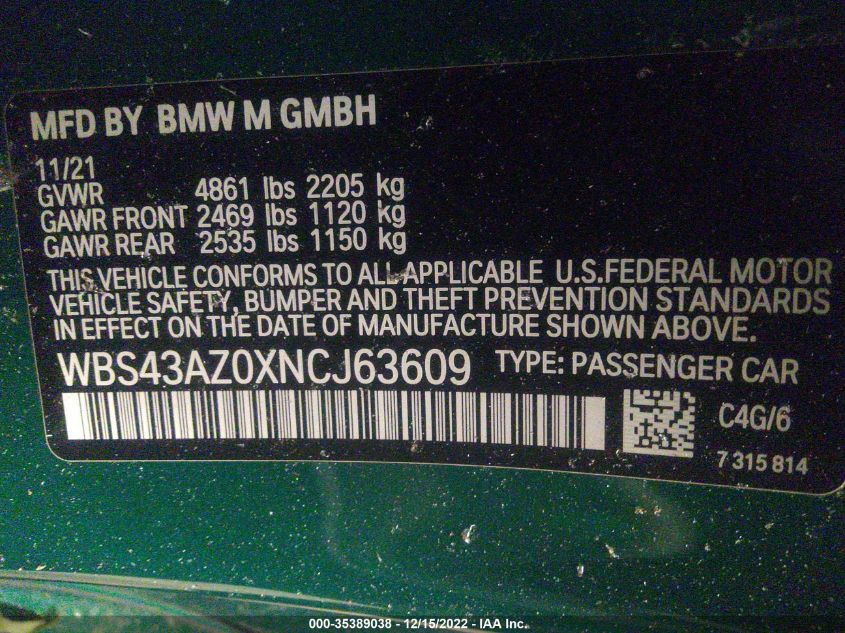 MFD BY BMW M GMBH
11/21
GVWR 4861 lbs 2205 kg
GAWR FRONT 2469 lbs 1120 kg
GAWR REAR 2535 lbs 1150 kg
THIS VEHICLE CONFORMS TO ALL APPLICABLE U.S.FEDERAL MOTOR
VEHICLE SAFETY, BUMPER AND THEFT PREVENTION STANDARDS
IN EFFECT ON THE DATE OF MANUFACTURE SHOWN ABOVE.
WBS43AZ0XNCJ63609 TYPE: PASSENGER CAR
C4G/6
7 315 814
000-35389038 - 12/15/2022 - IAA Inc.